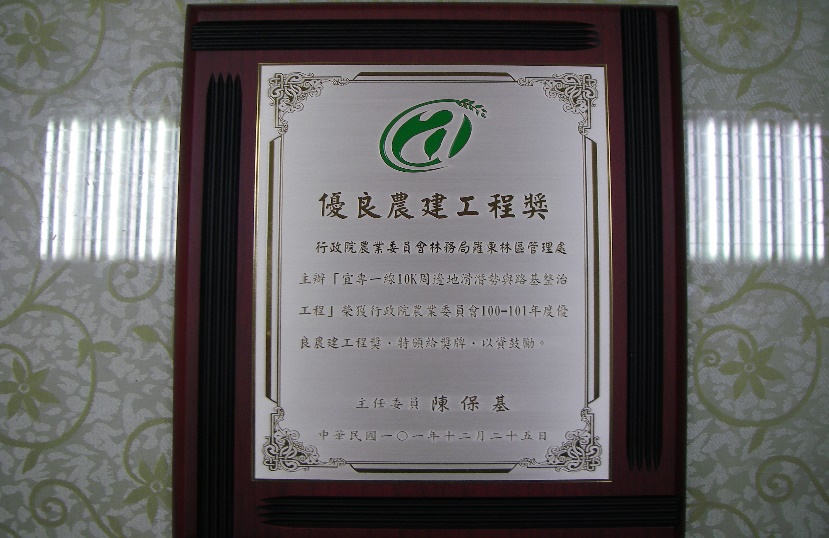 優良農建工程獎
行政院農業委員會林務局羅東林區管理處
主辦「宜專一線10K周邊地滑潛勢與路基整治
工程」榮獲行政院農業委員會100-101年度優
良農建工程獎，特頒給獎牌，以資鼓勵。
主任委員 陳保基
中華民國一〇一年十二月二十五日